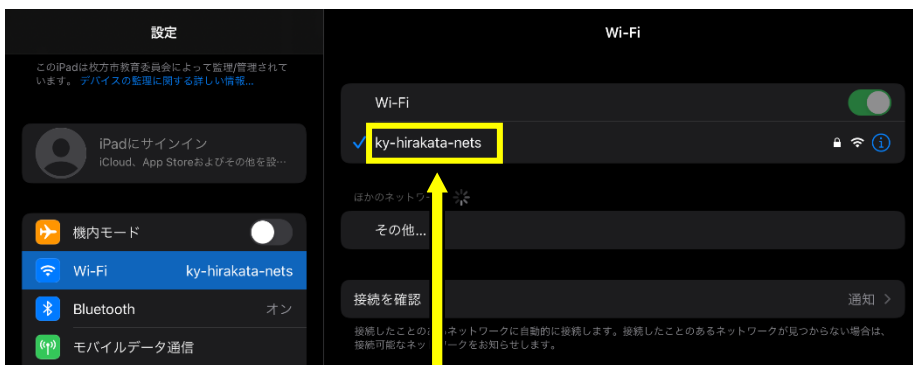 設定
このiPadは枚方市教育委員会によって監理/管理されて
います。デバイスの監理に関する詳しい情報...
iPadにサインイン
iCloud、App Storeおよびその他を設…
機内モード
Wi-Fi ky-hirakata-nets
Bluetooth オン
モバイルデータ通信
Wi-Fi
Wi-Fi
ky-hirakata-nets
ほかのネットワーク
その他...
接続を確認 通知
接続したことのあるネットワークに自動的に接続します。接続したことのあるネットワークが見つからない場合は、
接続可能なネットワークをお知らせします。